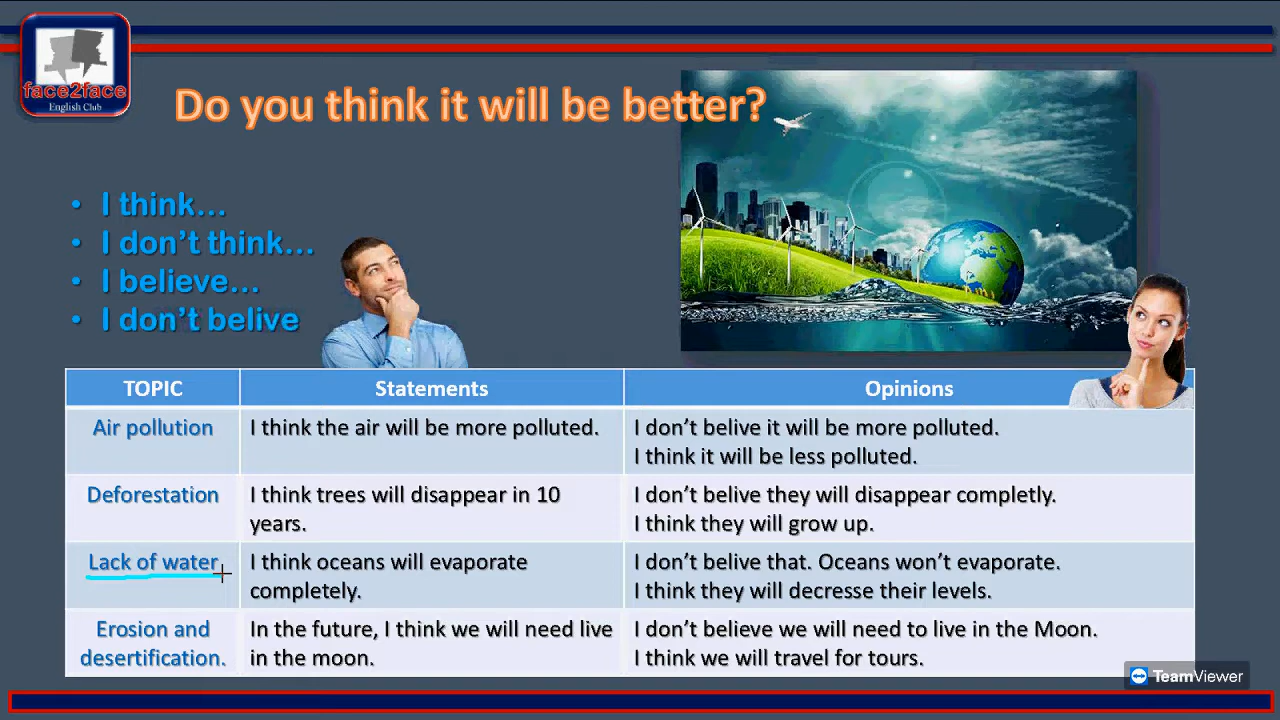 face2face
English Club
Do you think it will be better?
• I think…
• I don't think…
• I believe…
• I don't belive
TOPIC
Statements
Opinions
Air pollution
I think the air will be more polluted.
I don't belive it will be more polluted.
I think it will be less polluted.
Deforestation
I think trees will disappear in 10
years.
I don't belive they will disappear completly.
I think they will grow up.
Lack of water
I think oceans will evaporate
completely.
I don't belive that. Oceans won't evaporate.
I think they will decresse their levels.
Erosion and
desertification.
In the future, I think we will need live
in the moon.
I don't believe we will need to live in the Moon.
I think we will travel for tours.
TeamViewer